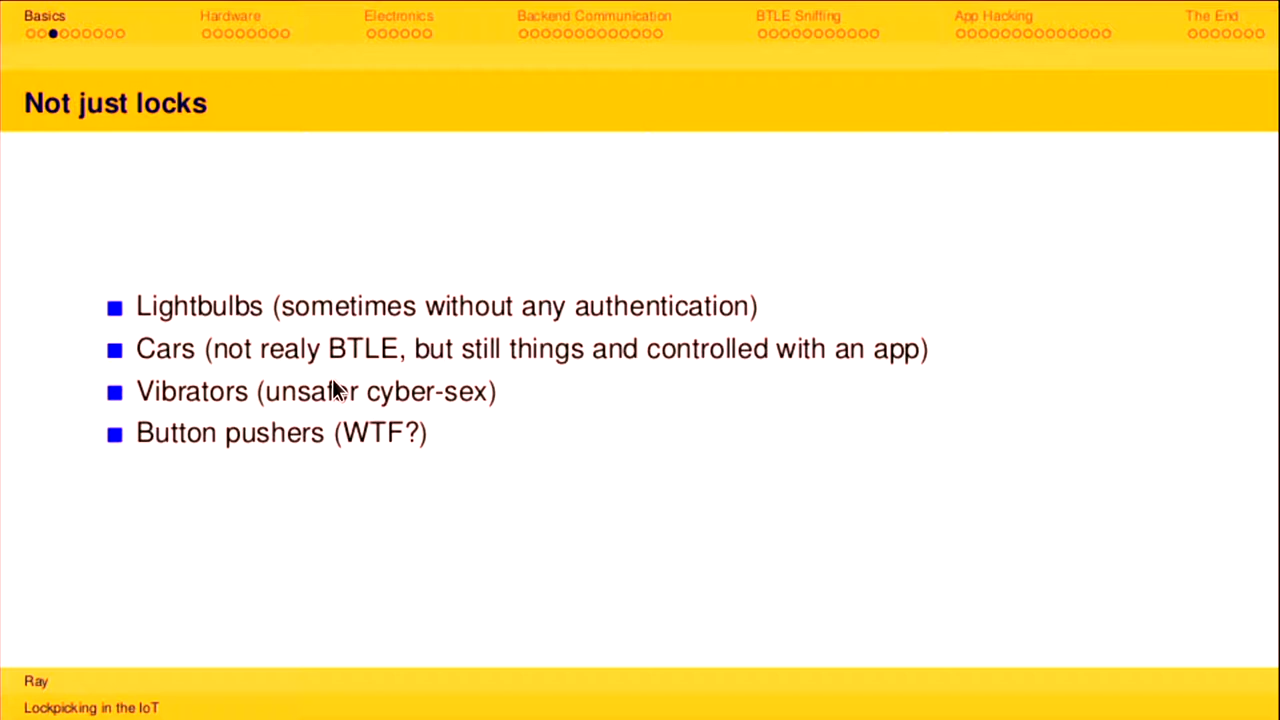 Basics
Hardware
Electronics
Backend Communication
BTLE Sniffing
App Hacking
The End
Not just locks
Lightbulbs (sometimes without any authentication)
Cars (not realy BTLE, but still things and controlled with an app)
Vibrators (unsafer cyber-sex)
Button pushers (WTF?)
Ray
Lockpicking in the IoT